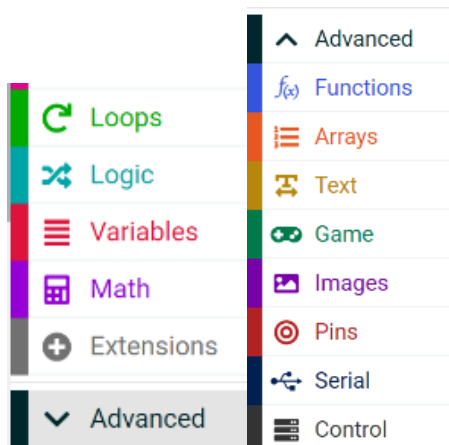 Loops
Logic
Variables
Math
Extensions
Advanced
Advanced
f(x) Functions
Arrays
Text
Game
Images
Pins
Serial
Control